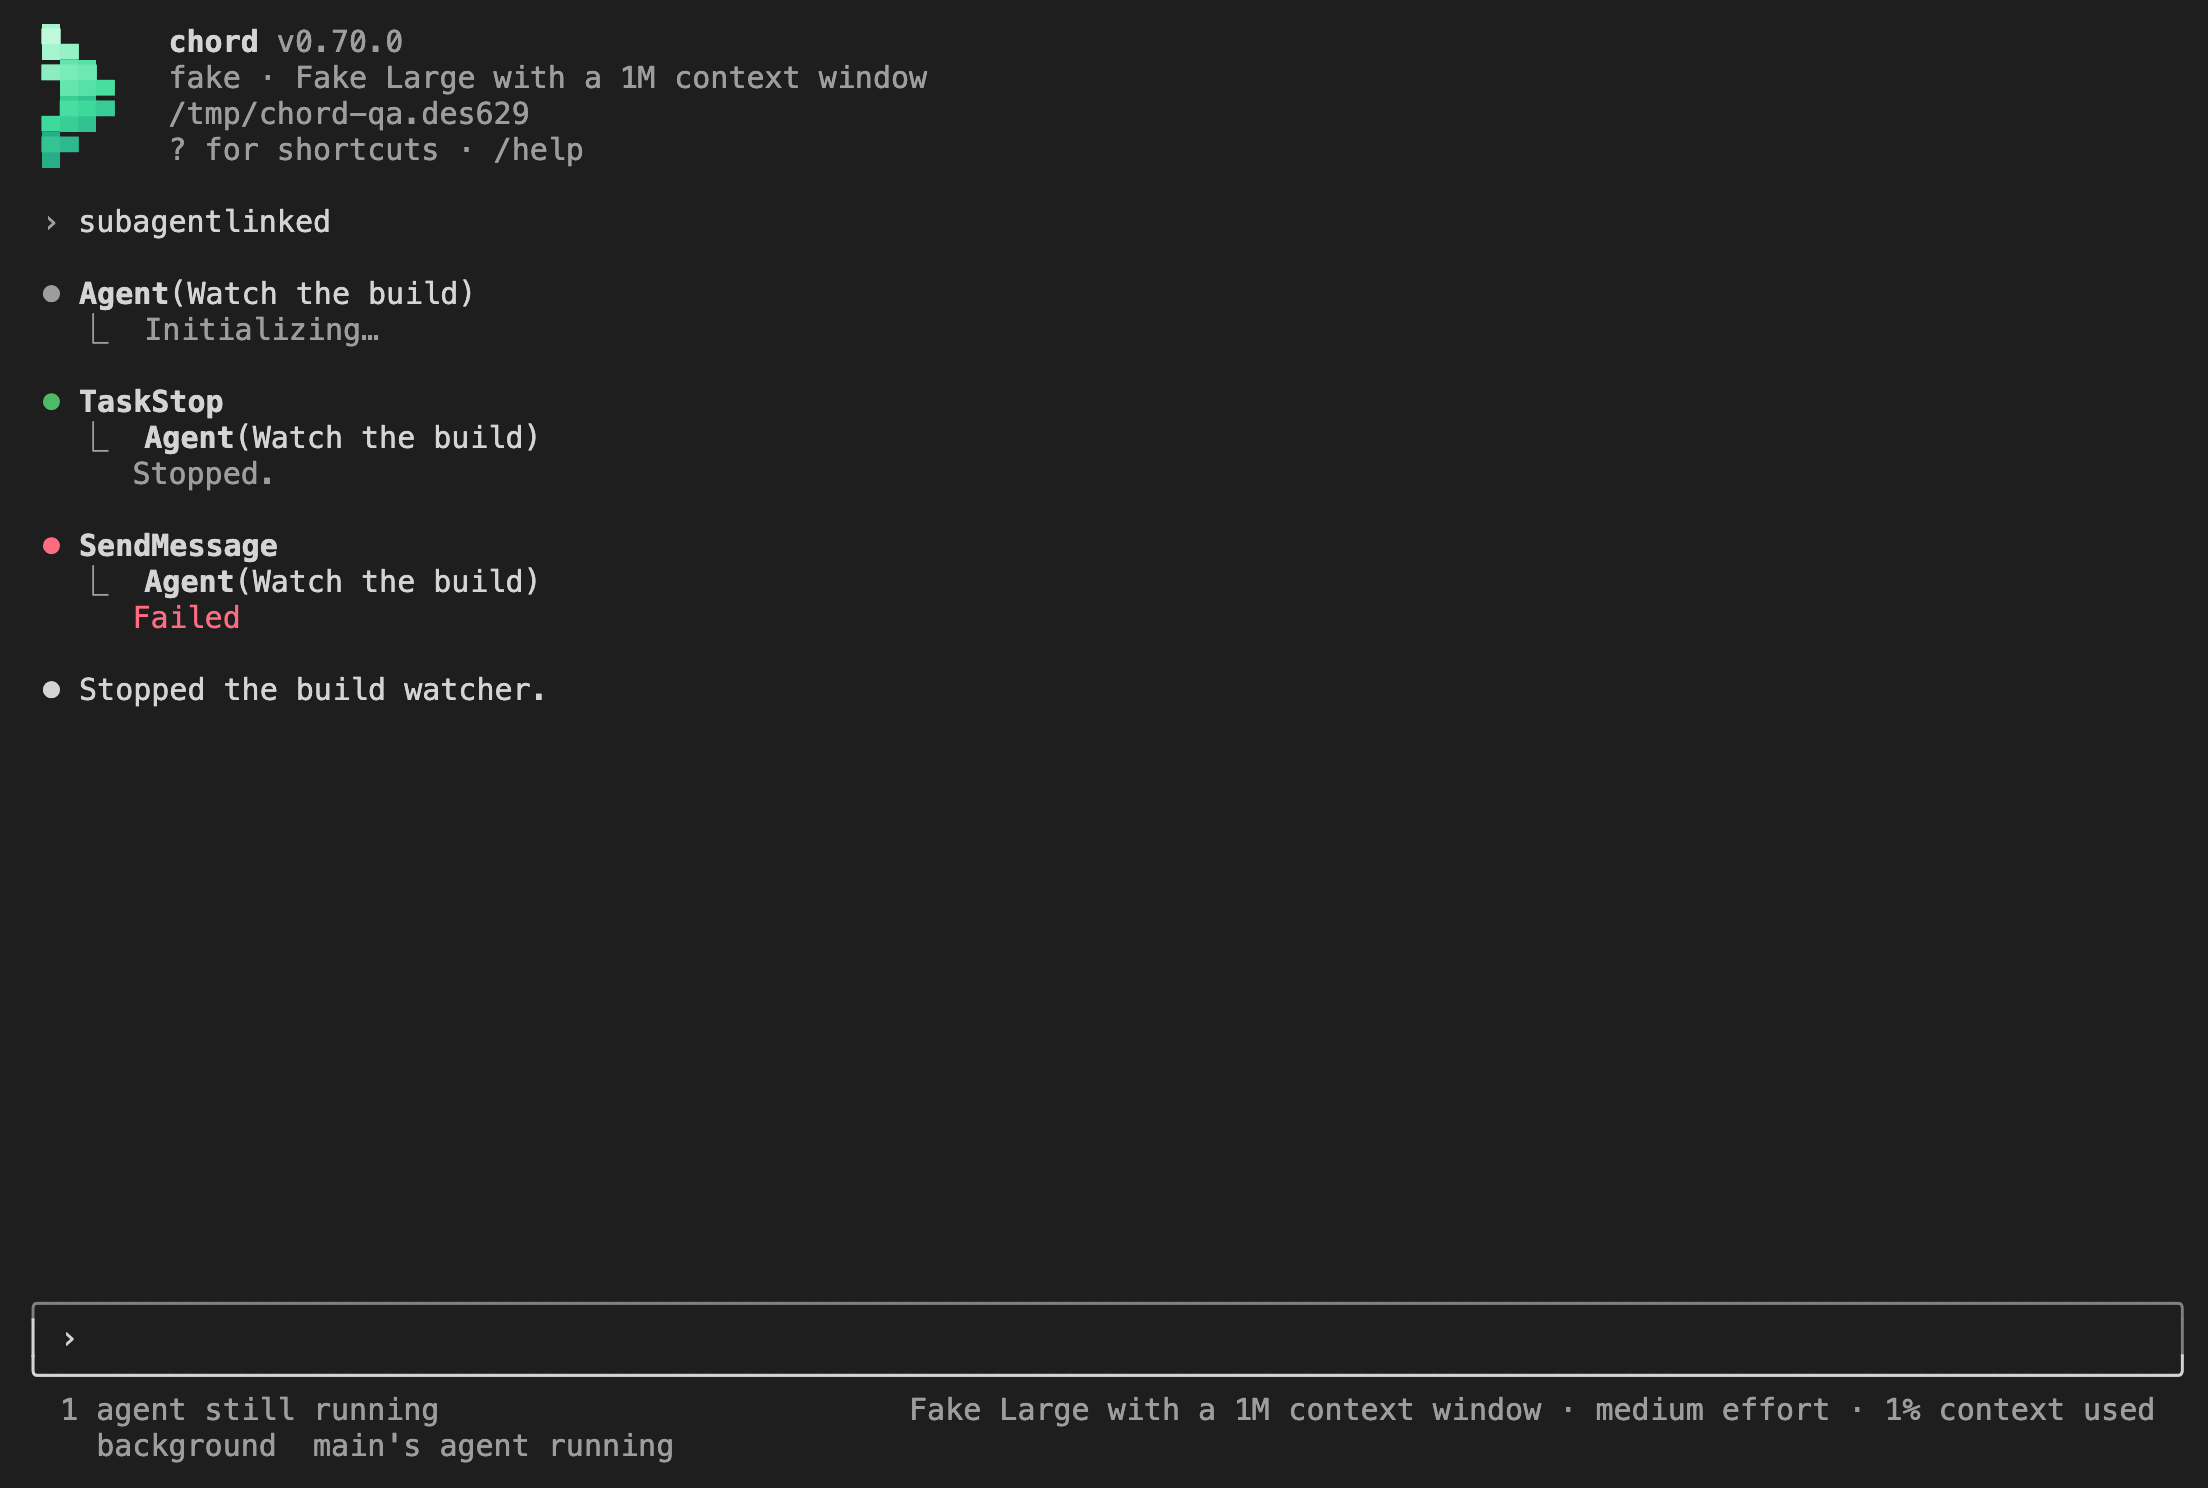 chord v0.70.0
fake · Fake Large with a 1M context window
/tmp/chord-qa.des629
? for shortcuts · /help
› subagentlinked
● Agent(Watch the build)
⎿ Initializing…
● TaskStop
⎿ Agent(Watch the build)
Stopped.
● SendMessage
⎿ Agent(Watch the build)
Failed
● Stopped the build watcher.
›
1 agent still running
Fake Large with a 1M context window · medium effort · 1% context used
background main's agent running